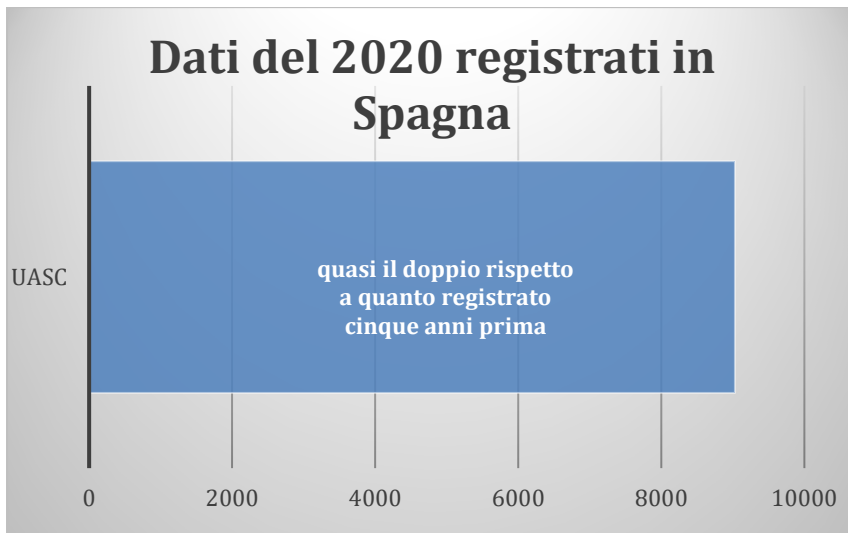 Dati del 2020 registrati in
Spagna
UASC
quasi il doppio rispetto
a quanto registrato
cinque anni prima
0 2000 4000 6000 8000 10000